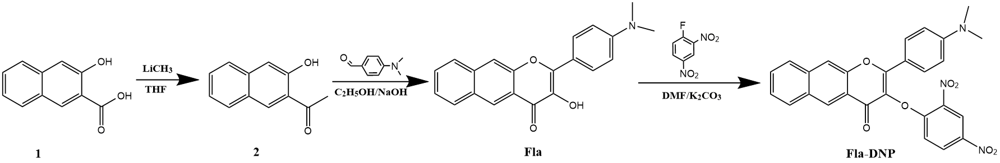 OH
OH
O
1
LiCH3
THF
OH
O
2
O
N
C2H5OH/NaOH
O
N
OH
O
Fla
F
NO2
NO2
DMF/K2CO3
O
N
O
O
NO2
NO2
Fla-DNP